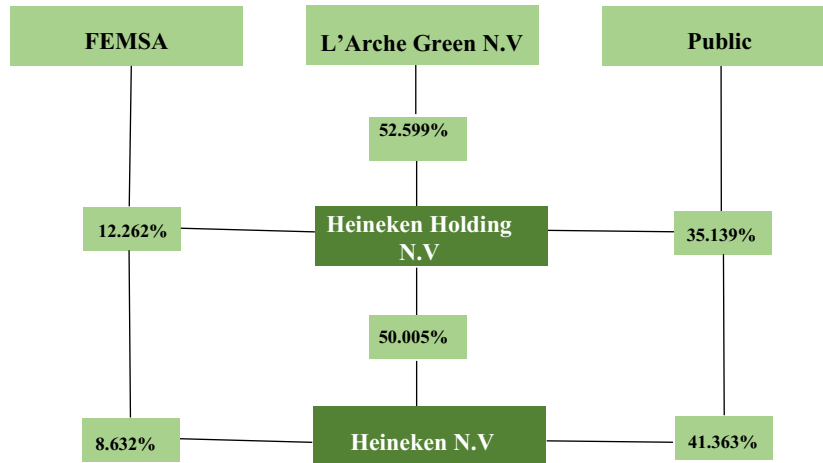 FEMSA
L’Arche Green N.V
Public
52.599%
12.262%
Heineken Holding
N.V
35.139%
50.005%
8.632%
Heineken N.V
41.363%